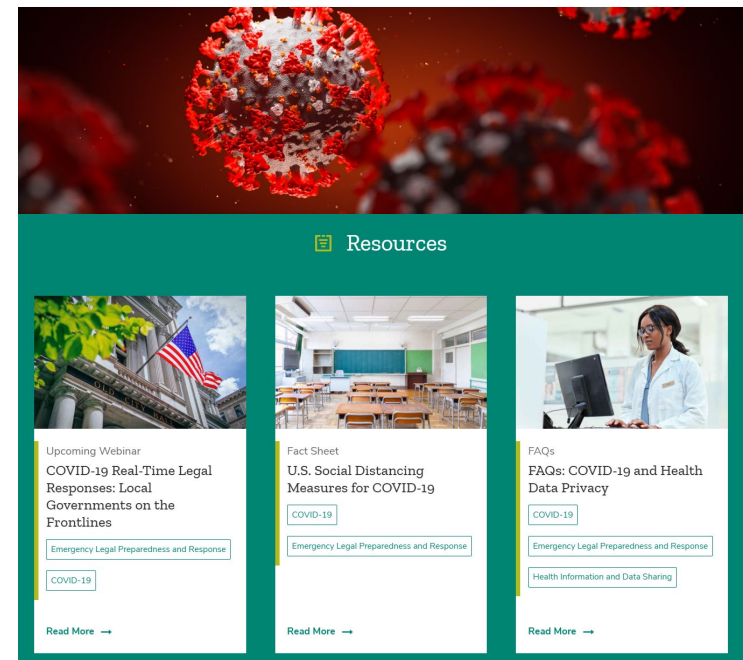 Resources
OLD CITY HALL
Upcoming Webinar
COVID-19 Real-Time Legal
Responses: Local
Governments on the
Frontlines
Emergency Legal Preparedness and Response
COVID-19
Read More →
Fact Sheet
U.S. Social Distancing
Measures for COVID-19
COVID-19
Emergency Legal Preparedness and Response
Read More →
FAQs
FAQs: COVID-19 and Health
Data Privacy
COVID-19
Emergency Legal Preparedness and Response
Health Information and Data Sharing
Read More →